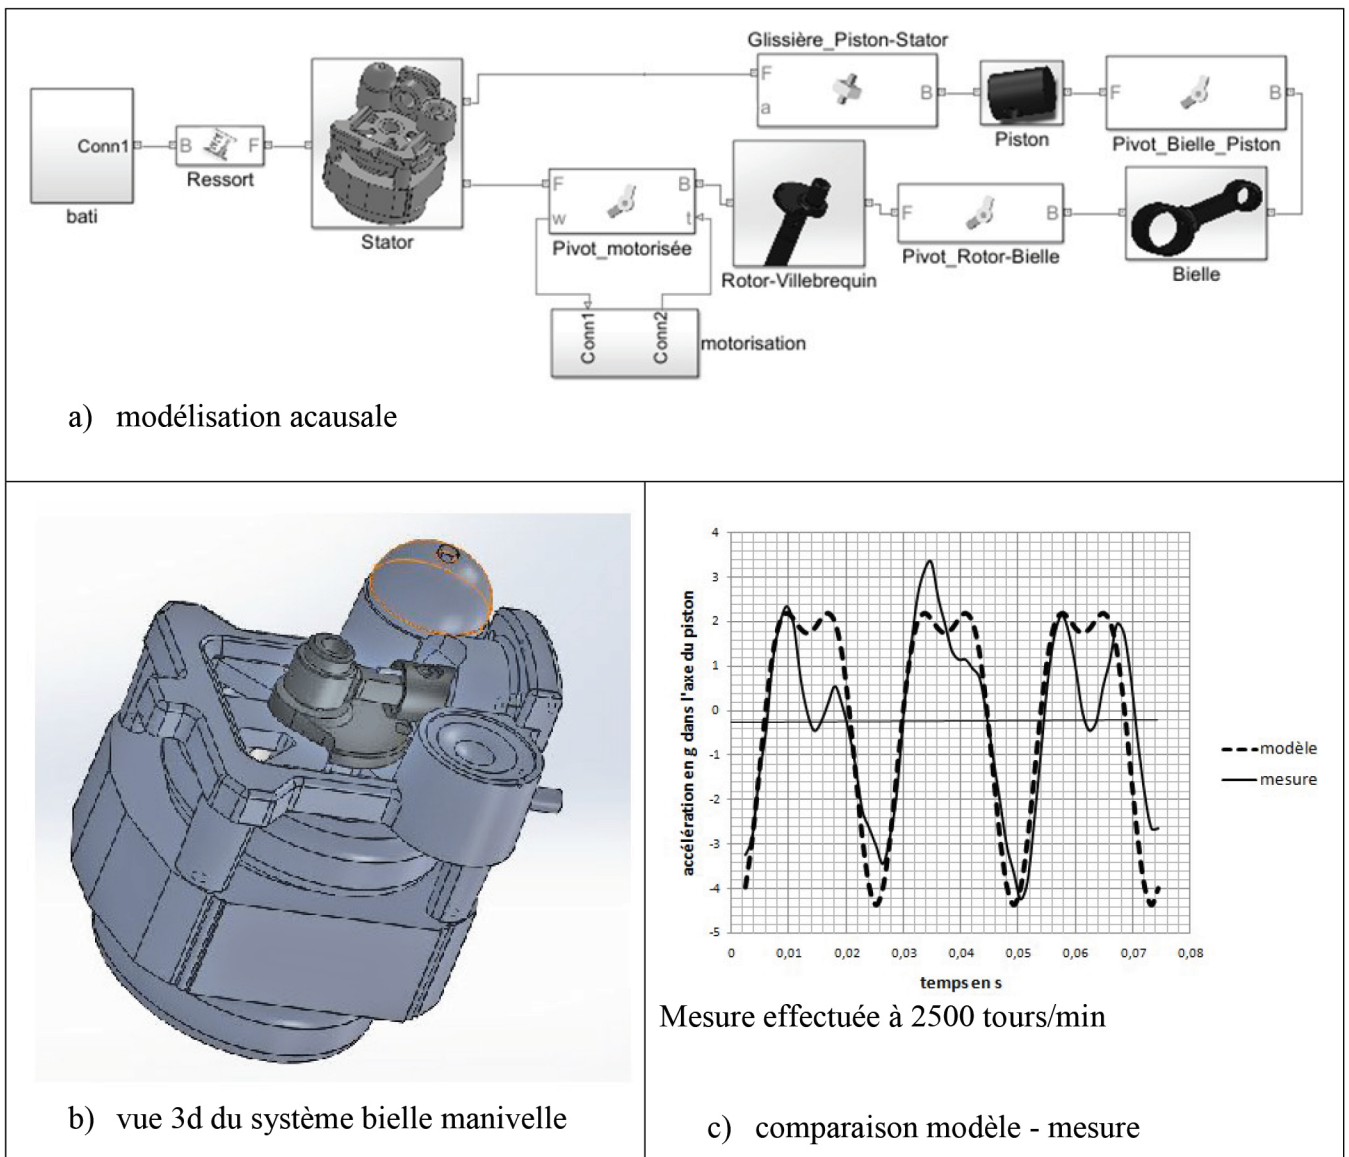 Glissière_Piston-Stator
F
a
B
Piston
F
B
Pivot_Bielle_Piston
Conn1
bati
B
F
Ressort
Stator
F
w
B
t
Pivot_motorisée
Rotor-Villebrequin
F
B
Pivot_Rotor-Bielle
Bielle
Conn1
Conn2
motorisation
a) modélisation acausale
b) vue 3d du système bielle manivelle
accélération en g dans l'axe du piston
4
3
2
1
0
-1
-2
-3
-4
-5
0
0,01
0,02
0,03
0,04
0,05
0,06
0,07
0,08
temps en s
modèle
mesure
Mesure effectuée à 2500 tours/min
c) comparaison modèle - mesure